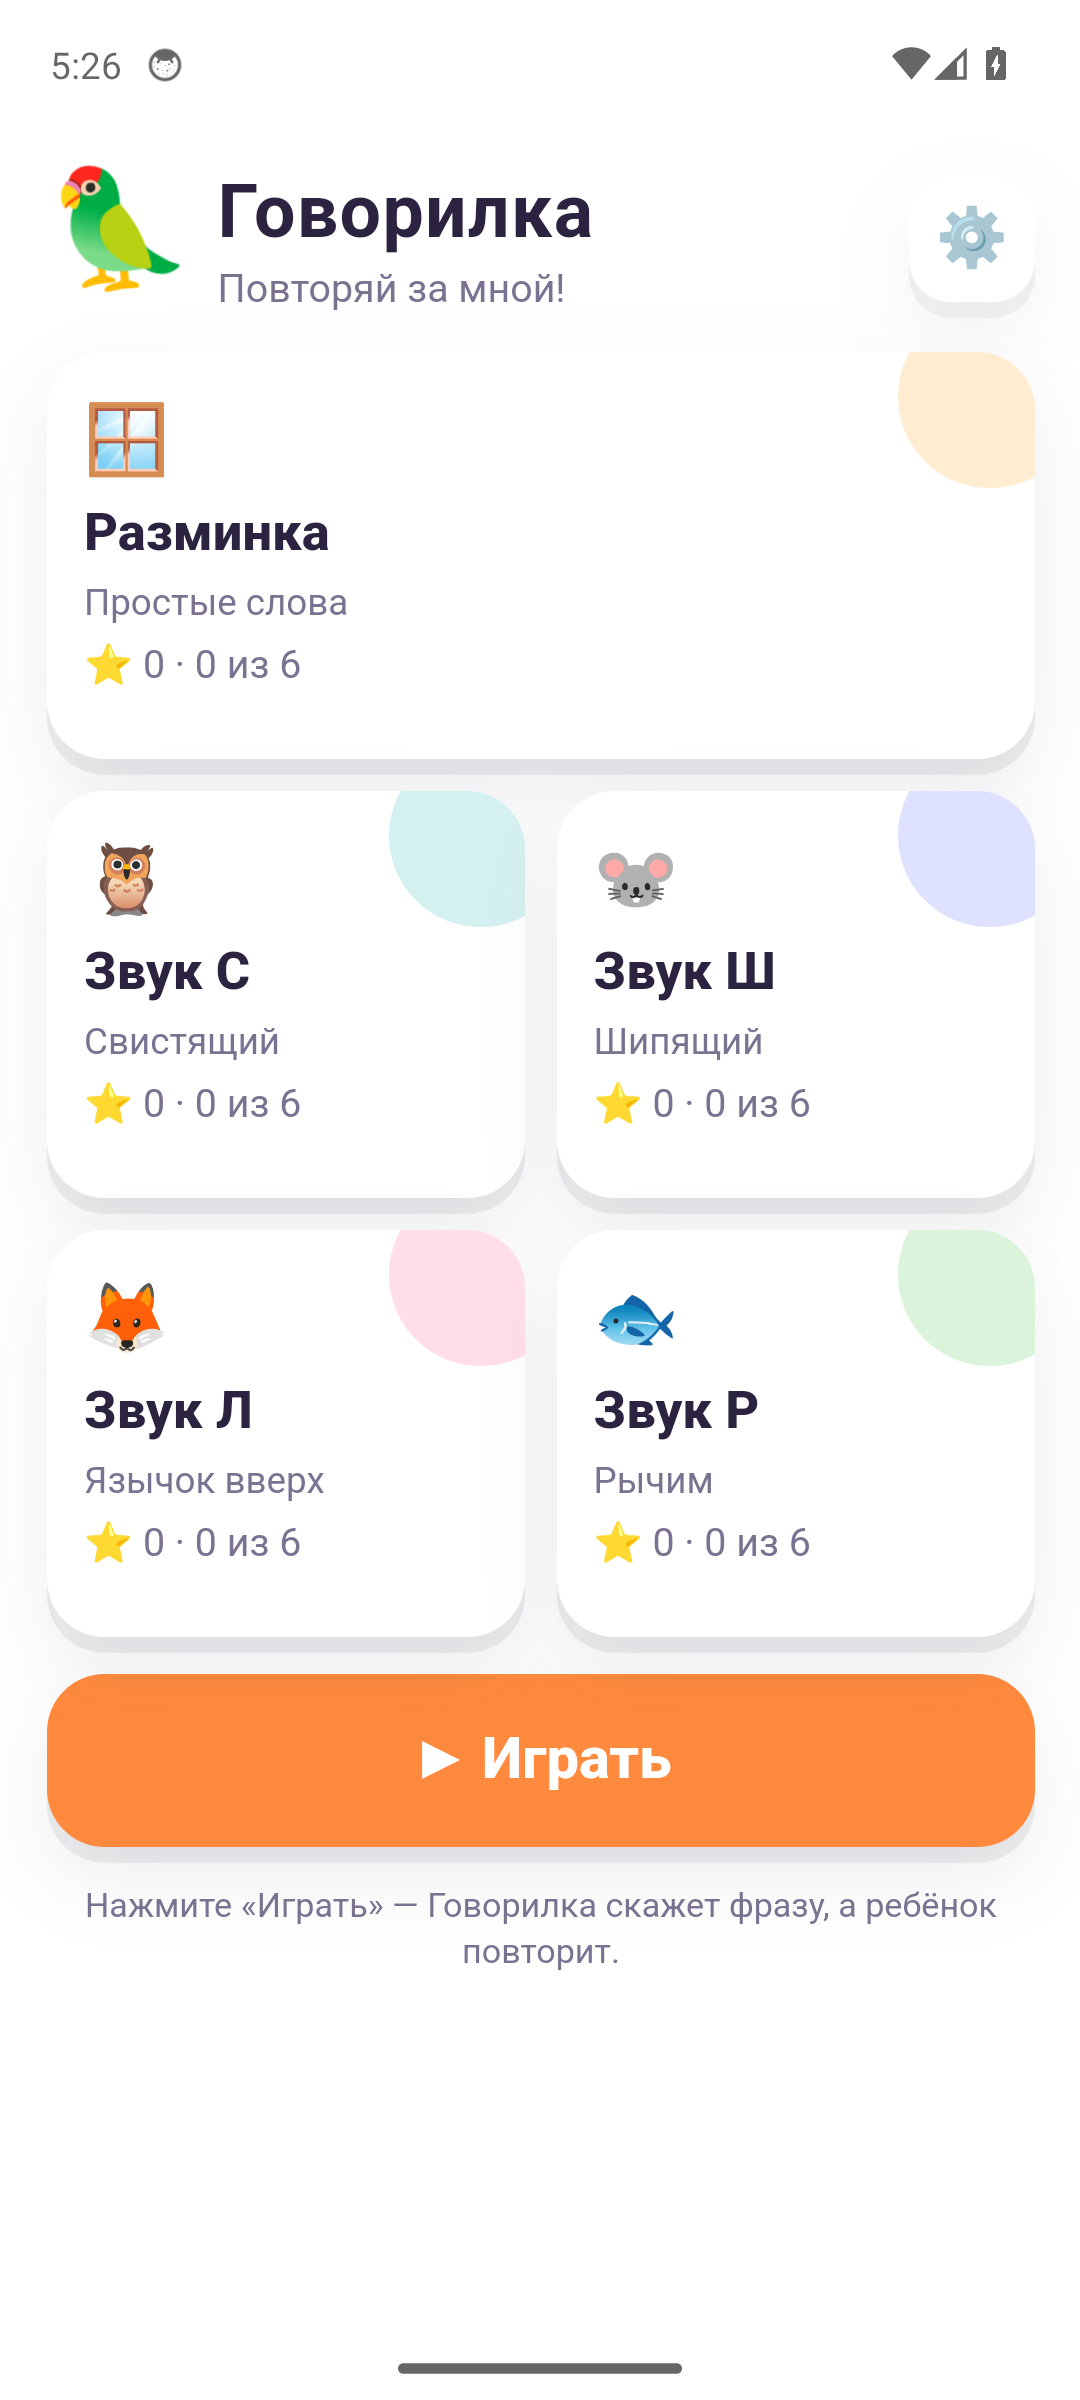 5:26
Говорилка
Повторяй за мной!
Разминка
Простые слова
⭐ 0 · 0 из 6
Звук С
Свистящий
⭐ 0 · 0 из 6
Звук Ш
Шипящий
⭐ 0 · 0 из 6
Звук Л
Язычок вверх
⭐ 0 · 0 из 6
Звук Р
Рычим
⭐ 0 · 0 из 6
▶ Играть
Нажмите «Играть» — Говорилка скажет фразу, а ребёнок
повторит.